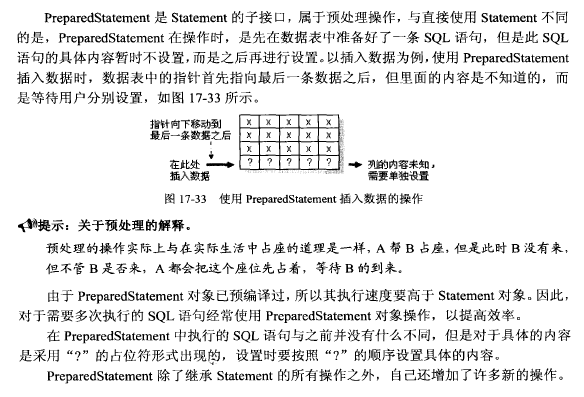 PreparedStatement 是 Statement 的子接口，属于预处理操作，与直接使用 Statement 不同
的是，PreparedStatement 在操作时，是先在数据表中准备好了一条 SQL 语句，但是此 SQL
语句的具体内容暂时不设置，而是之后再进行设置。以插入数据为例，使用 PreparedStatement
插入数据时，数据表中的指针首先指向最后一条数据之后，但里面的内容是不知道的，而
是等待用户分别设置，如图 17-33 所示。
指针向下移动到
最后一条数据之后
x x x x x
x x x x x
x x x x x
? ? ? ? ?
在此处
插入数据
列的内容未知，
需要单独设置
图 17-33 使用 PreparedStatement 插入数据的操作
提示：关于预处理的解释。
预处理的操作实际上与在实际生活中占座的道理是一样，A 帮 B 占座，但是此时 B 没有来，
但不管 B 是否来，A 都会把这个座位先占着，等待 B 的到来。
由于 PreparedStatement 对象已预编译过，所以其执行速度要高于 Statement 对象。因此，
对于需要多次执行的 SQL 语句经常使用 PreparedStatement 对象操作，以提高效率。
在 PreparedStatement 中执行的 SQL 语句与之前并没有什么不同，但是对于具体的内容
是采用“?”的占位符形式出现的，设置时要按照“?”的顺序设置具体的内容。
PreparedStatement 除了继承 Statement 的所有操作之外，自己还增加了许多新的操作。